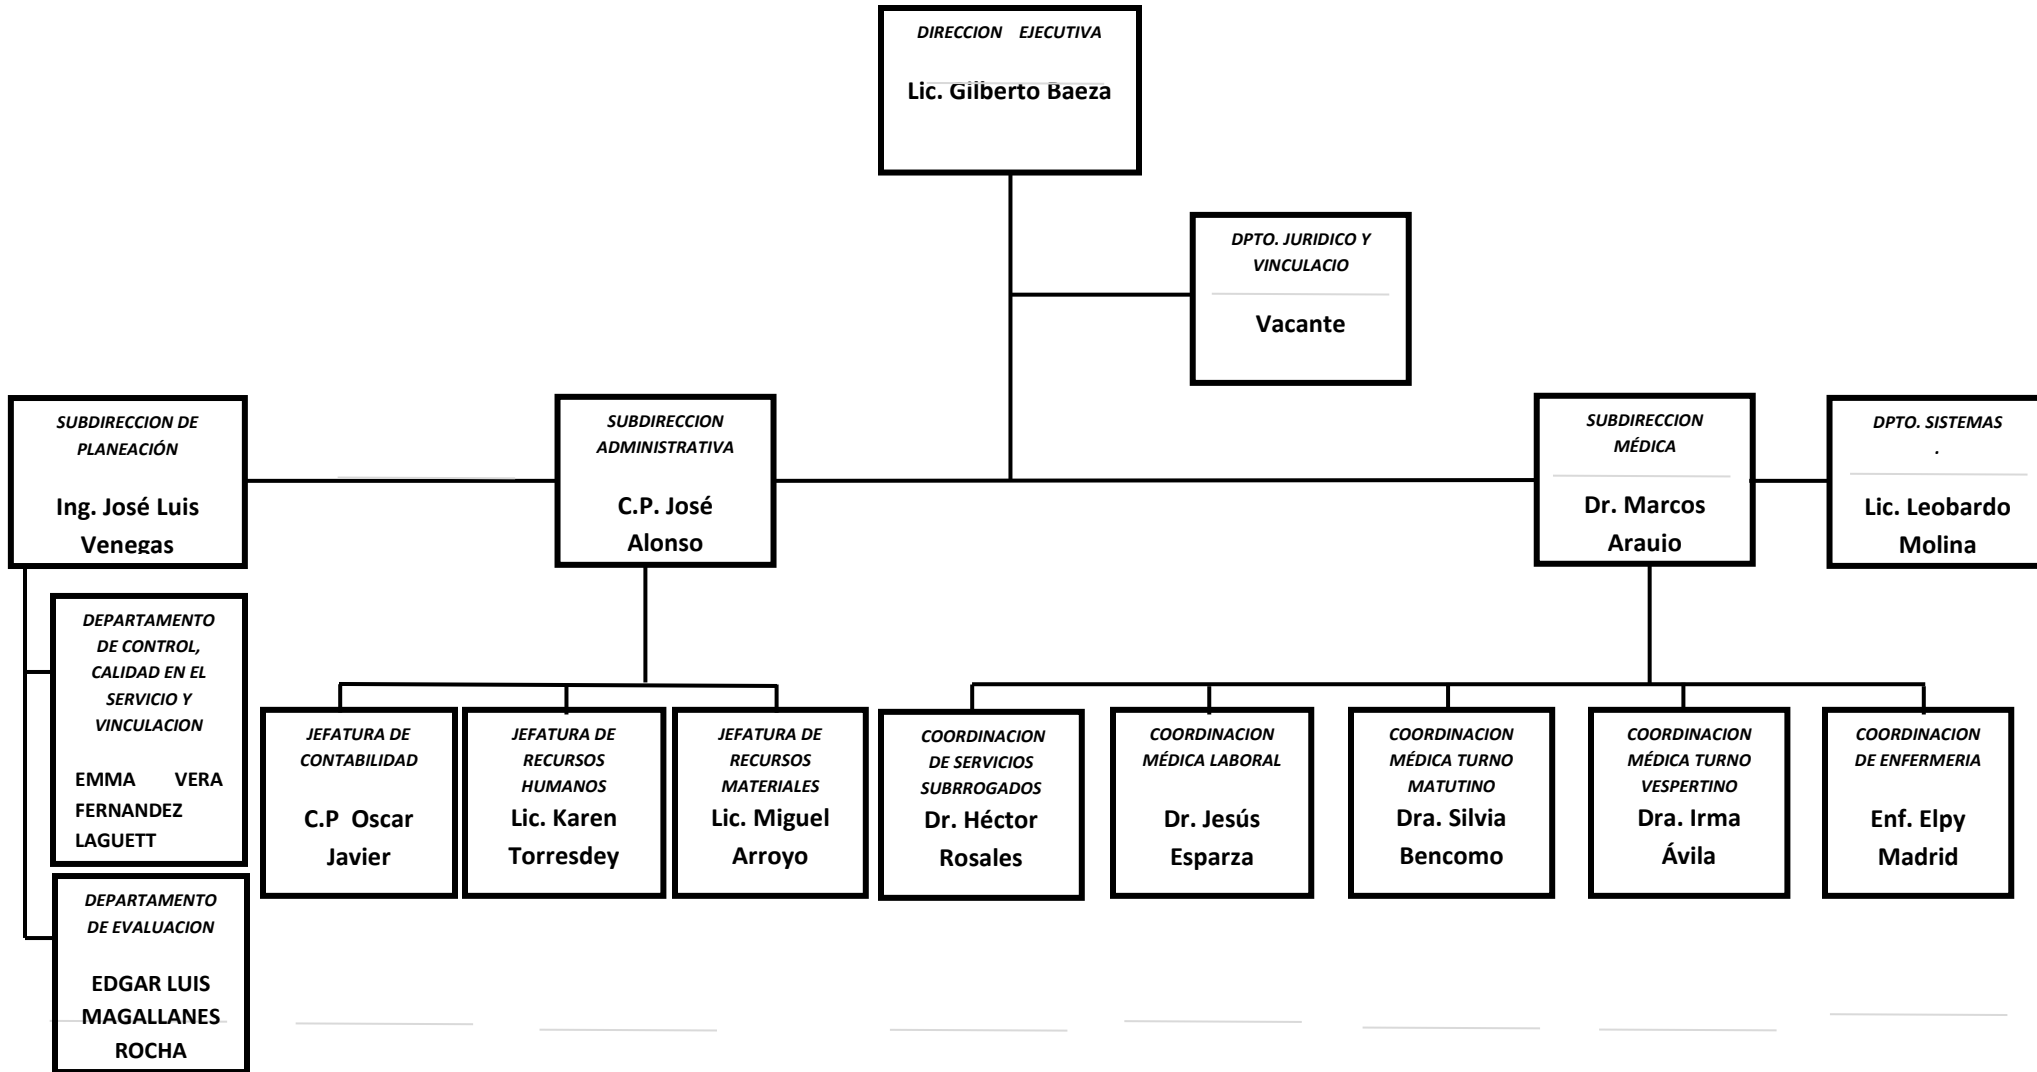 DIRECCION EJECUTIVA
Lic. Gilberto Baeza
DPTO. JURIDICO Y
VINCULACIO
Vacante
SUBDIRECCION DE
PLANEACIÓN
Ing. José Luis
Venegas
SUBDIRECCION
ADMINISTRATIVA
C.P. José
Alonso
SUBDIRECCION
MÉDICA
Dr. Marcos
Araujo
DPTO. SISTEMAS
.
Lic. Leobardo
Molina
DEPARTAMENTO
DE CONTROL,
CALIDAD EN EL
SERVICIO Y
VINCULACION
EMMA VERA
FERNANDEZ
LAGUETT
DEPARTAMENTO
DE EVALUACION
EDGAR LUIS
MAGALLANES
ROCHA
JEFATURA DE
CONTABILIDAD
C.P Oscar
Javier
JEFATURA DE
RECURSOS
HUMANOS
Lic. Karen
Torresdey
JEFATURA DE
RECURSOS
MATERIALES
Lic. Miguel
Arroyo
COORDINACION
DE SERVICIOS
SUBRROGADOS
Dr. Héctor
Rosales
COORDINACION
MÉDICA LABORAL
Dr. Jesús
Esparza
COORDINACION
MÉDICA TURNO
MATUTINO
Dra. Silvia
Bencomo
COORDINACION
MÉDICA TURNO
VESPERTINO
Dra. Irma
Ávila
COORDINACION
DE ENFERMERIA
Enf. Elpy
Madrid